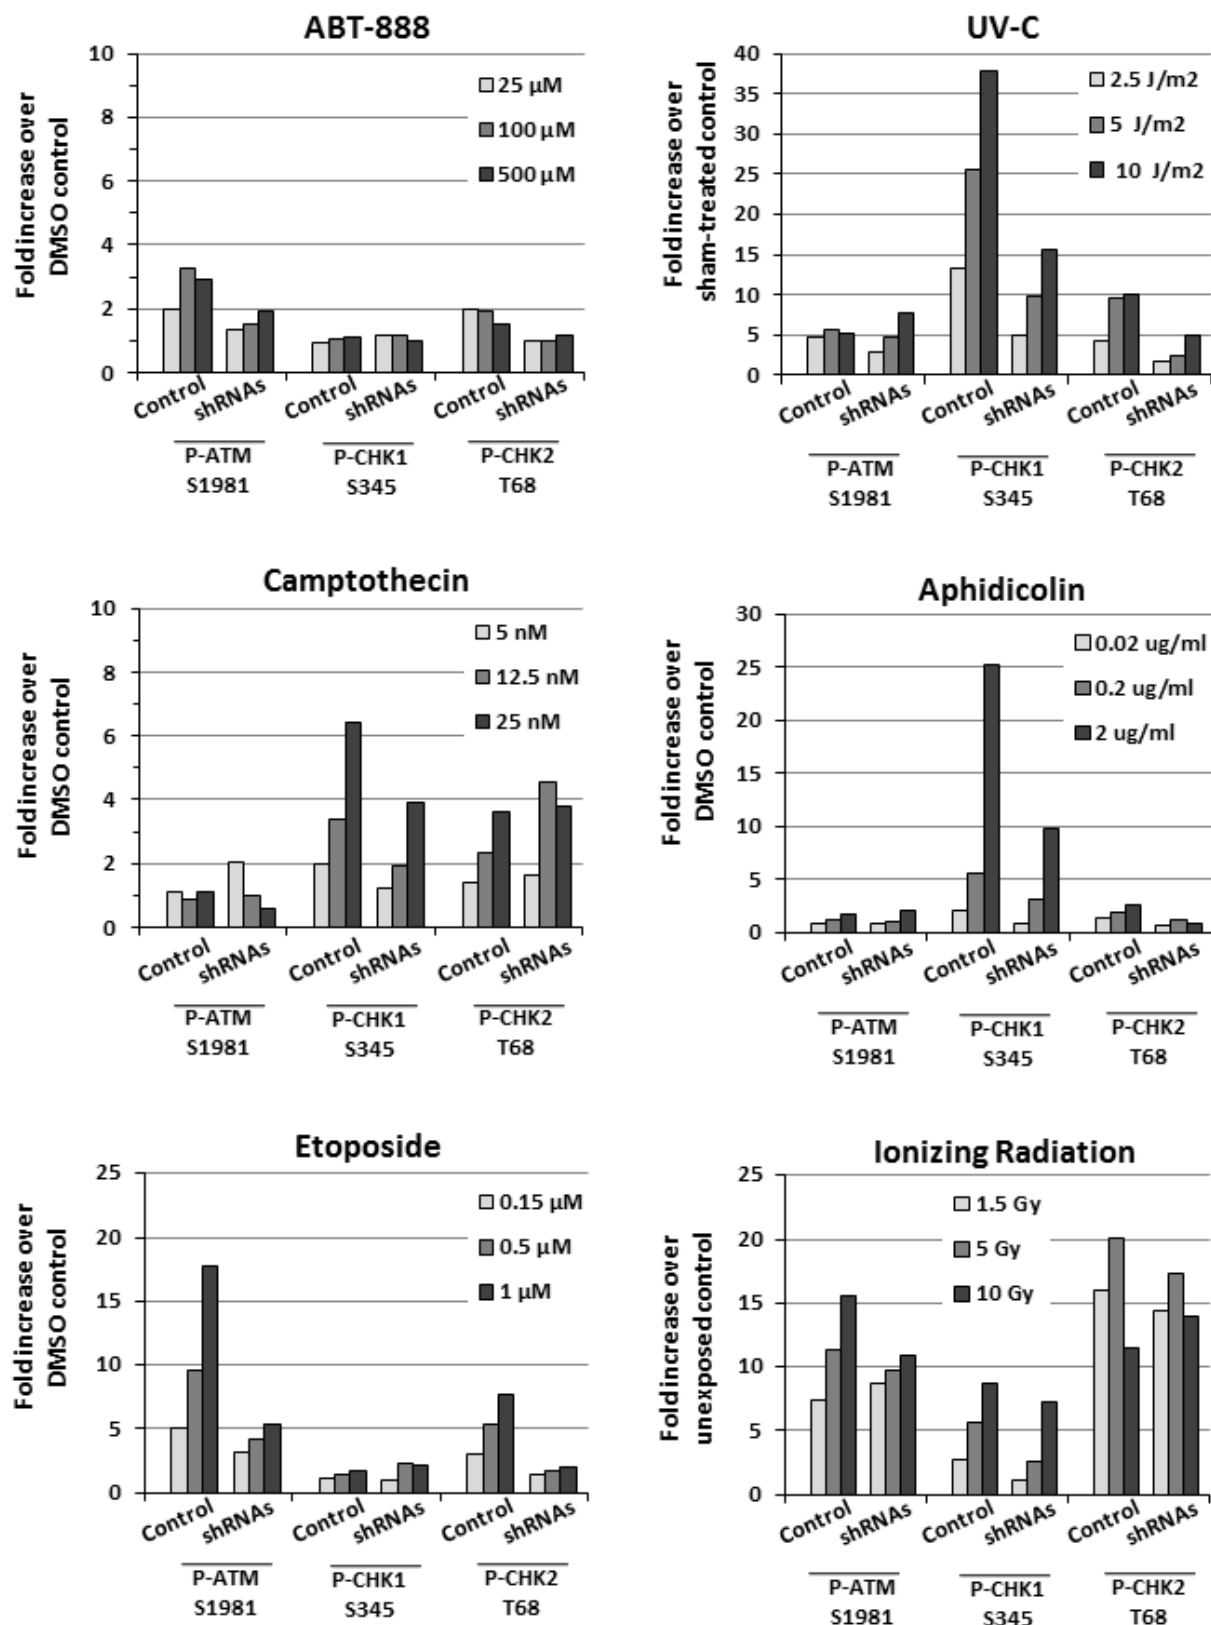 ABT-888
Fold increase over
DMSO control
10
8
6
4
2
0
25 µM
100 µM
500 µM
Control
shRNAs
Control
shRNAs
Control
shRNAs
P-ATM
S1981
P-CHK1
S345
P-CHK2
T68
UV-C
Fold increase over
sham-treated control
40
35
30
25
20
15
10
5
0
2.5 J/m2
5 J/m2
10 J/m2
Control
shRNAs
Control
shRNAs
Control
shRNAs
P-ATM
S1981
P-CHK1
S345
P-CHK2
T68
Camptothecin
Fold increase over
DMSO control
10
8
6
4
2
0
5 nM
12.5 nM
25 nM
Control
shRNAs
Control
shRNAs
Control
shRNAs
P-ATM
S1981
P-CHK1
S345
P-CHK2
T68
Aphidicolin
Fold increase over
DMSO control
30
25
20
15
10
5
0
0.02 ug/ml
0.2 ug/ml
2 ug/ml
Control
shRNAs
Control
shRNAs
Control
shRNAs
P-ATM
S1981
P-CHK1
S345
P-CHK2
T68
Etoposide
Fold increase over
DMSO control
25
20
15
10
5
0
0.15 µM
0.5 µM
1 µM
Control
shRNAs
Control
shRNAs
Control
shRNAs
P-ATM
S1981
P-CHK1
S345
P-CHK2
T68
Ionizing Radiation
Fold increase over
unexposed control
25
20
15
10
5
0
1.5 Gy
5 Gy
10 Gy
Control
shRNAs
Control
shRNAs
Control
shRNAs
P-ATM
S1981
P-CHK1
S345
P-CHK2
T68